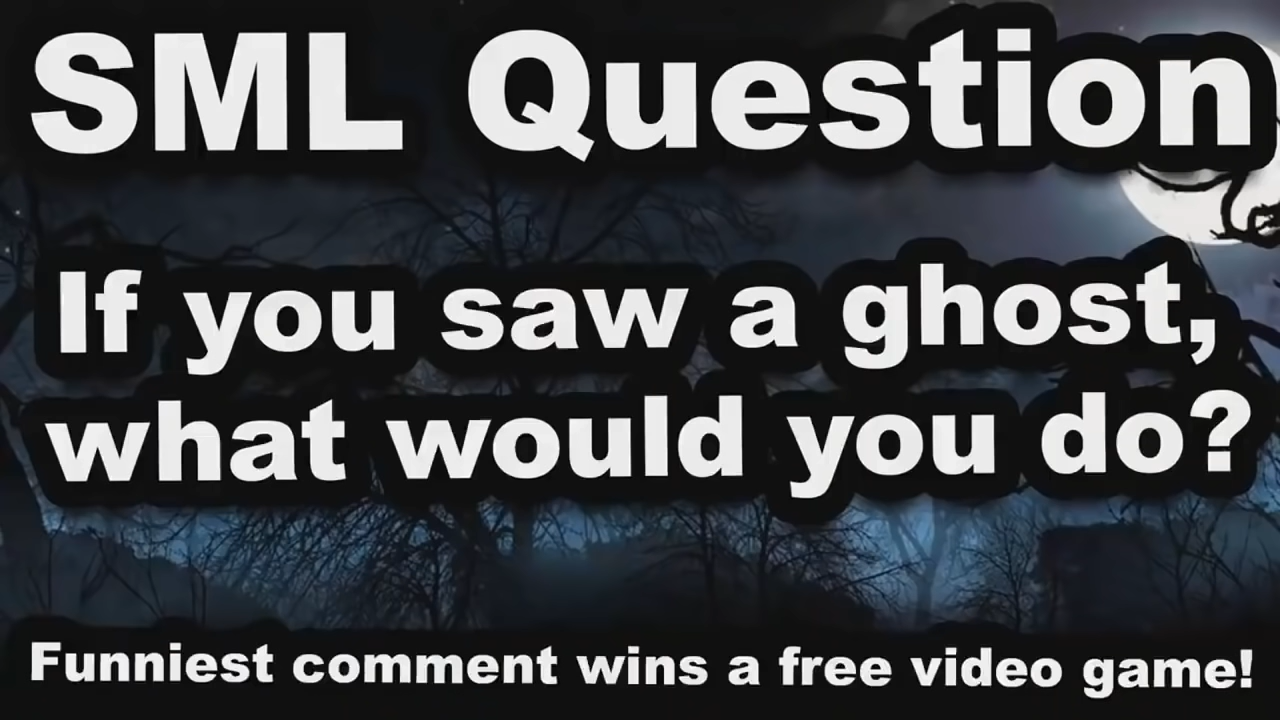 SML Question
If you saw a ghost,
what would you do?
Funniest comment wins a free video game!